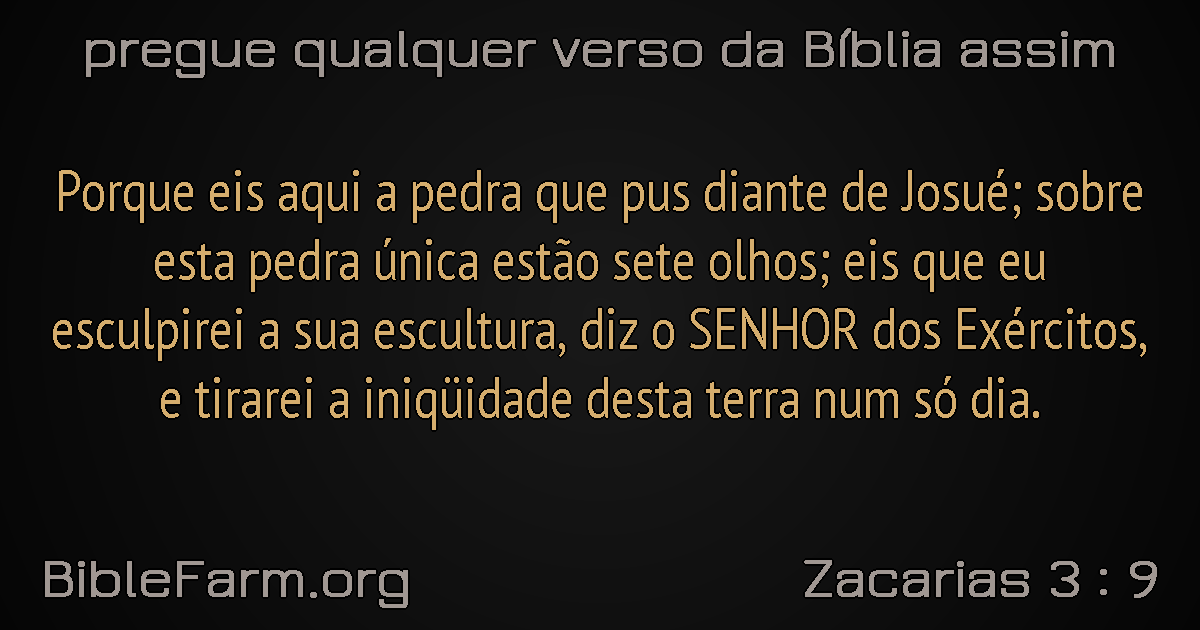 pregue qualquer verso da Bíblia assim
Porque eis aqui a pedra que pus diante de Josué; sobre
esta pedra única estão sete olhos; eis que eu
esculpirei a sua escultura, diz o SENHOR dos Exércitos,
e tirarei a iniqüidade desta terra num só dia.
BibleFarm.org
Zacarias 3 : 9